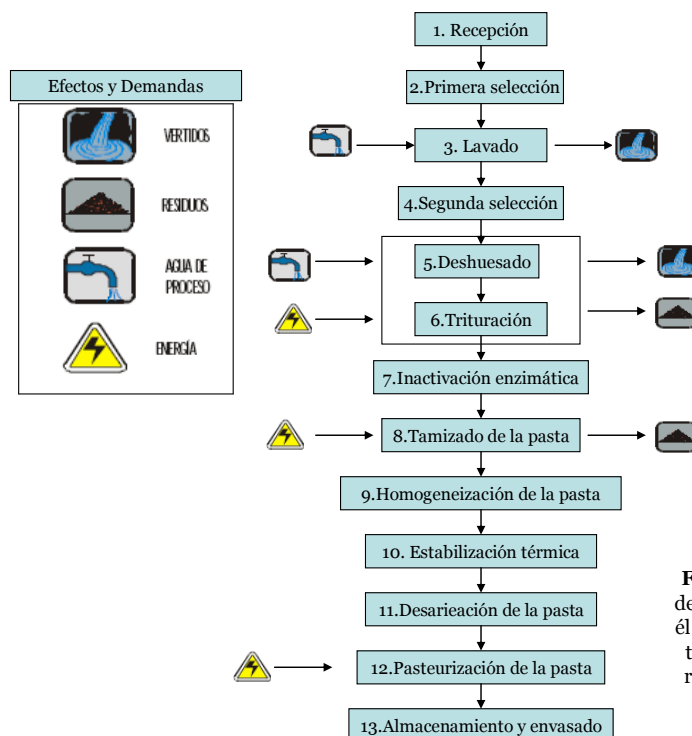 Efectos y Demandas
VERTIDOS
RESIDUOS
AGUA DE
PROCESO
ENERGÍA
1. Recepción
2.Primera selección
3. Lavado
4.Segunda selección
5.Deshuesado
6.Trituración
7.Inactivación enzimática
8.Tamizado de la pasta
9.Homogeneización de la pasta
10. Estabilización térmica
11.Desarieación de la pasta
12.Pasteurización de la pasta
13.Almacenamiento y envasado
F
de
él
t
r